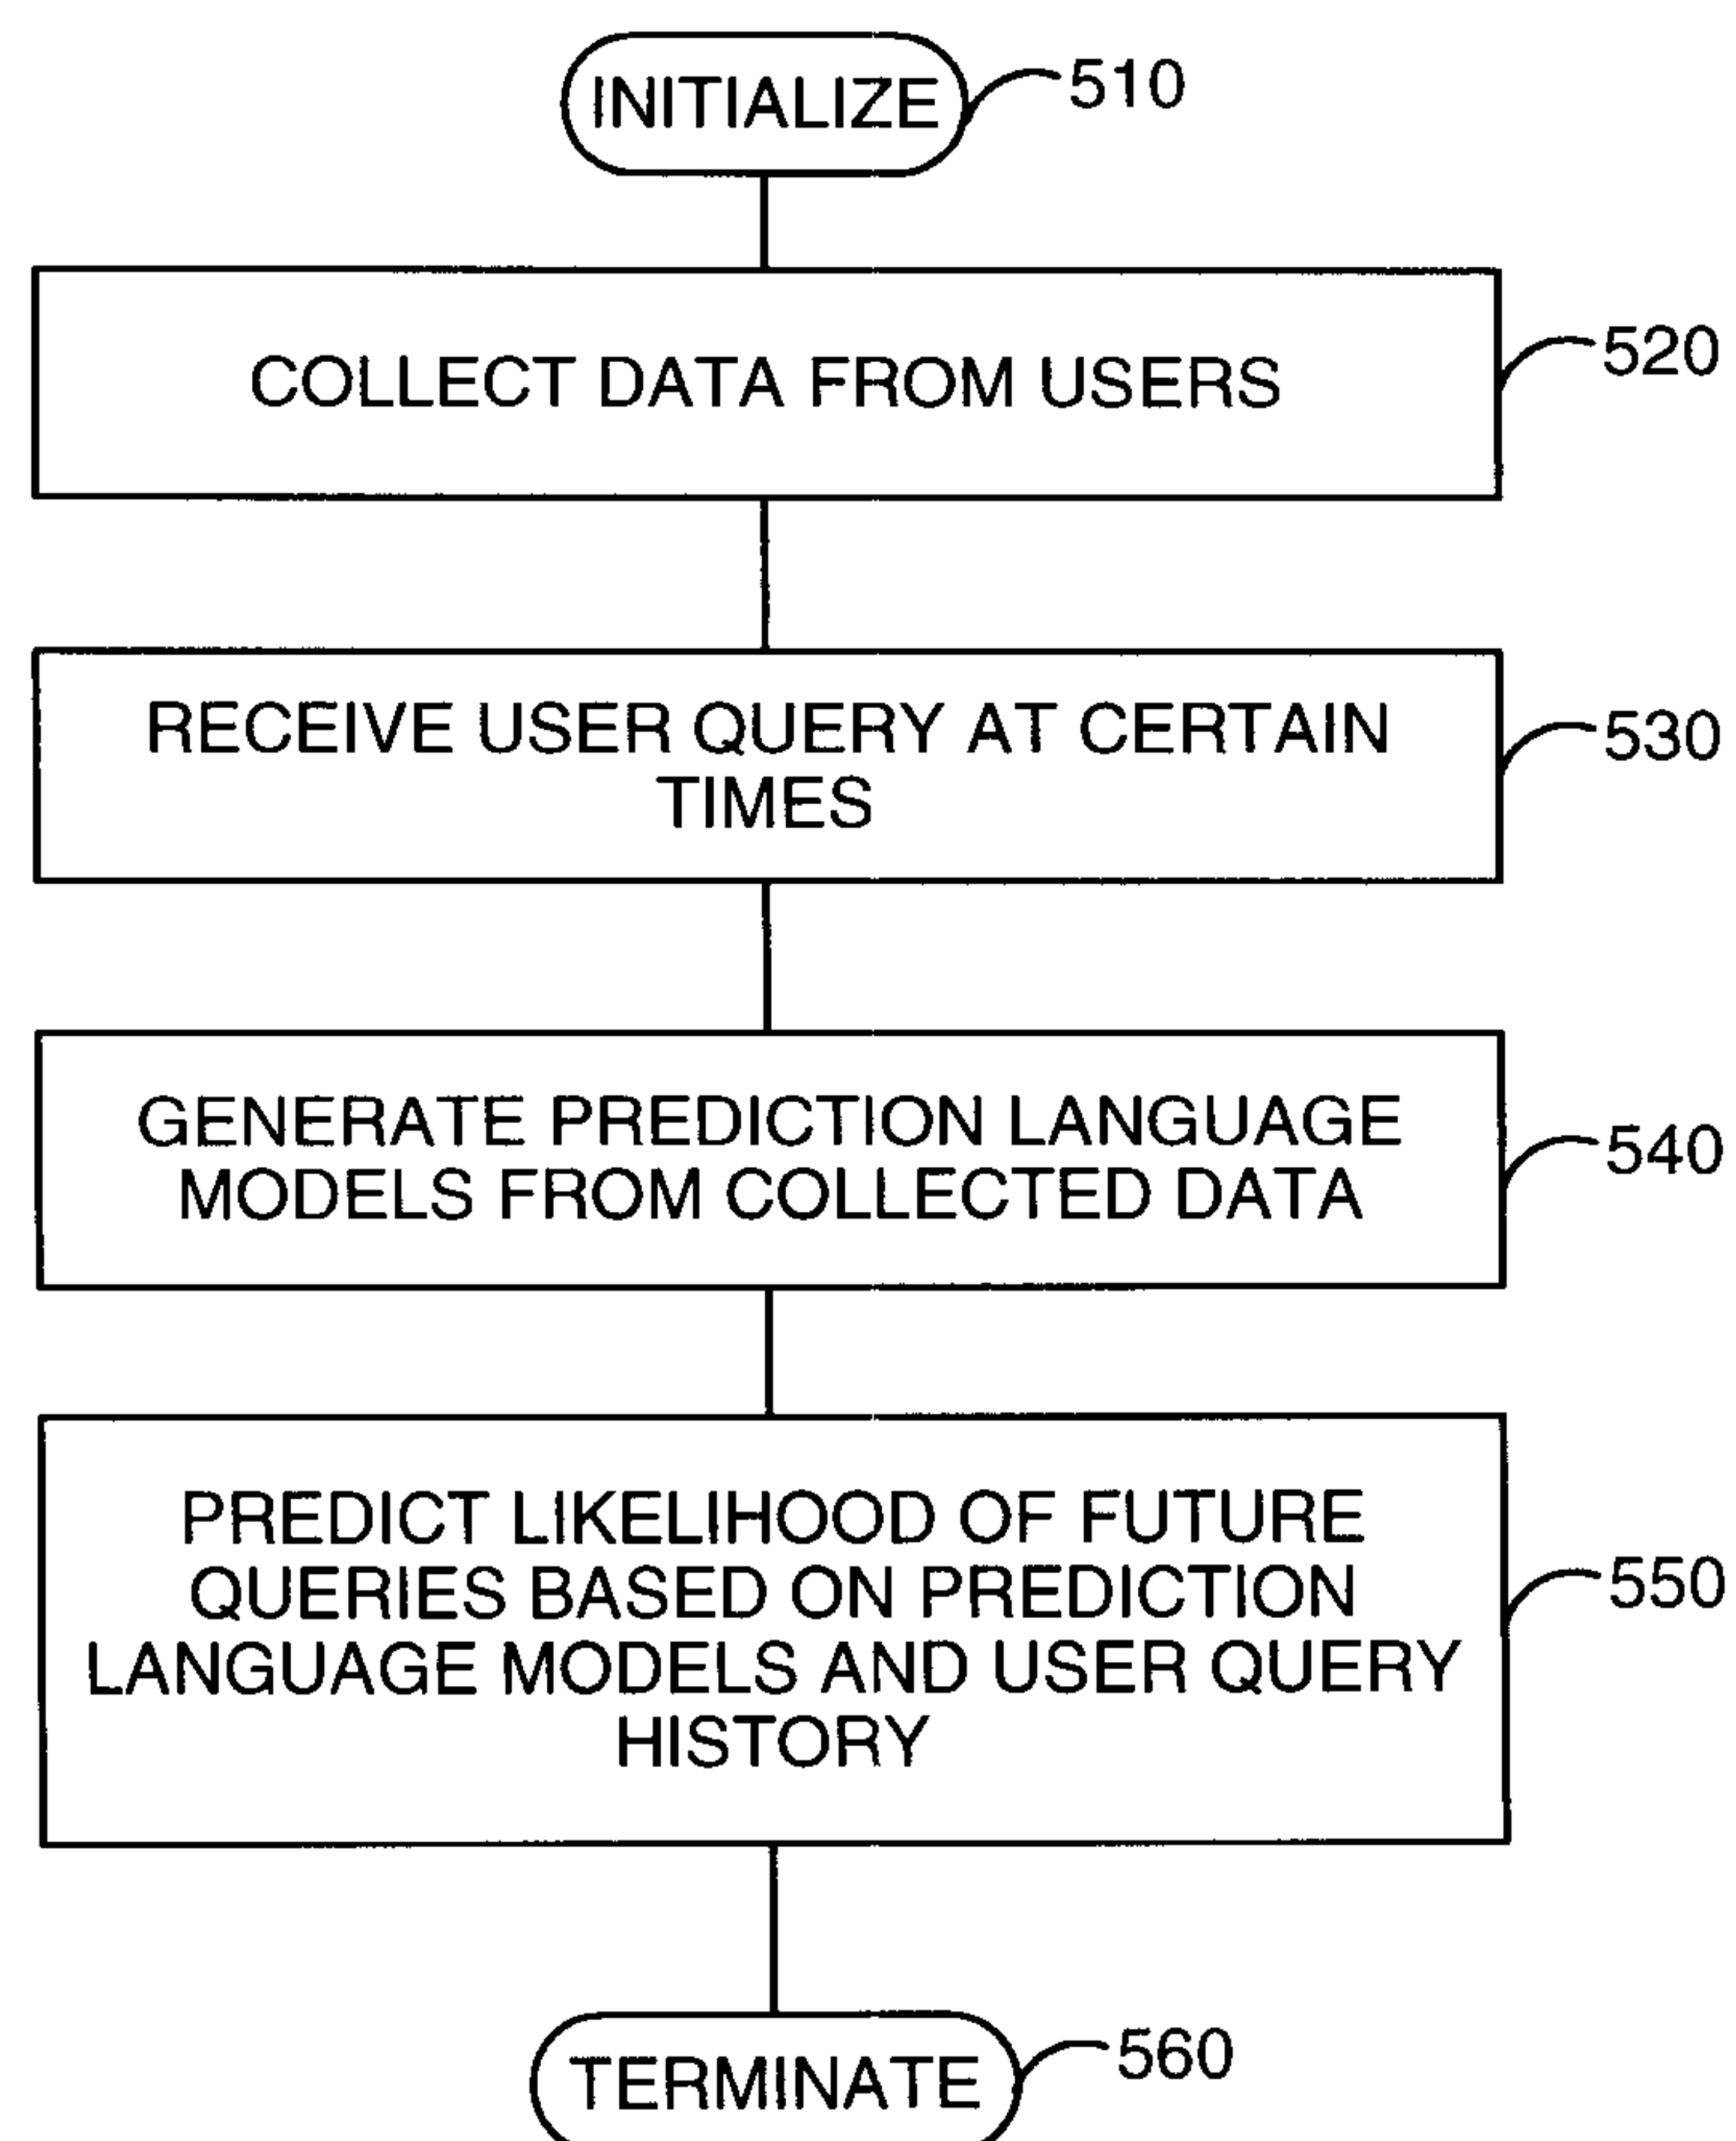 INITIALIZE
510
COLLECT DATA FROM USERS
520
RECEIVE USER QUERY AT CERTAIN
TIMES
530
GENERATE PREDICTION LANGUAGE
MODELS FROM COLLECTED DATA
540
PREDICT LIKELIHOOD OF FUTURE
QUERIES BASED ON PREDICTION
LANGUAGE MODELS AND USER QUERY
HISTORY
550
TERMINATE
560